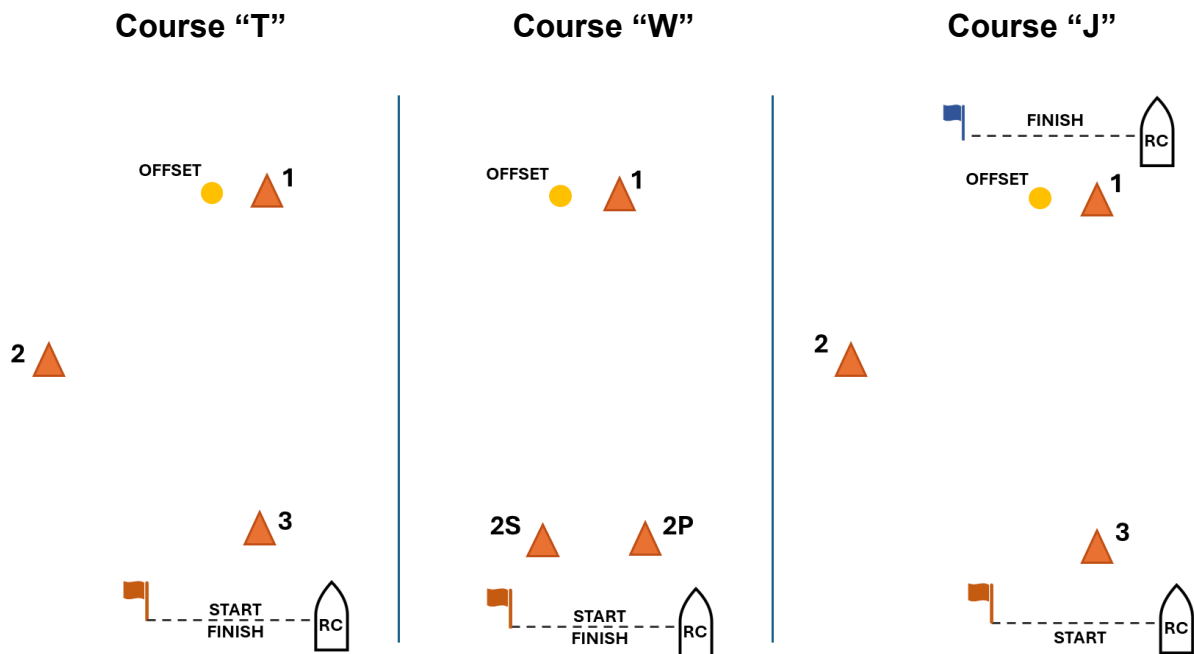 Course “T”
OFFSET
1
2
3
START
FINISH
RC
Course “W”
OFFSET
1
2S
2P
START
FINISH
RC
Course “J”
FINISH
RC
OFFSET
1
2
3
START
RC